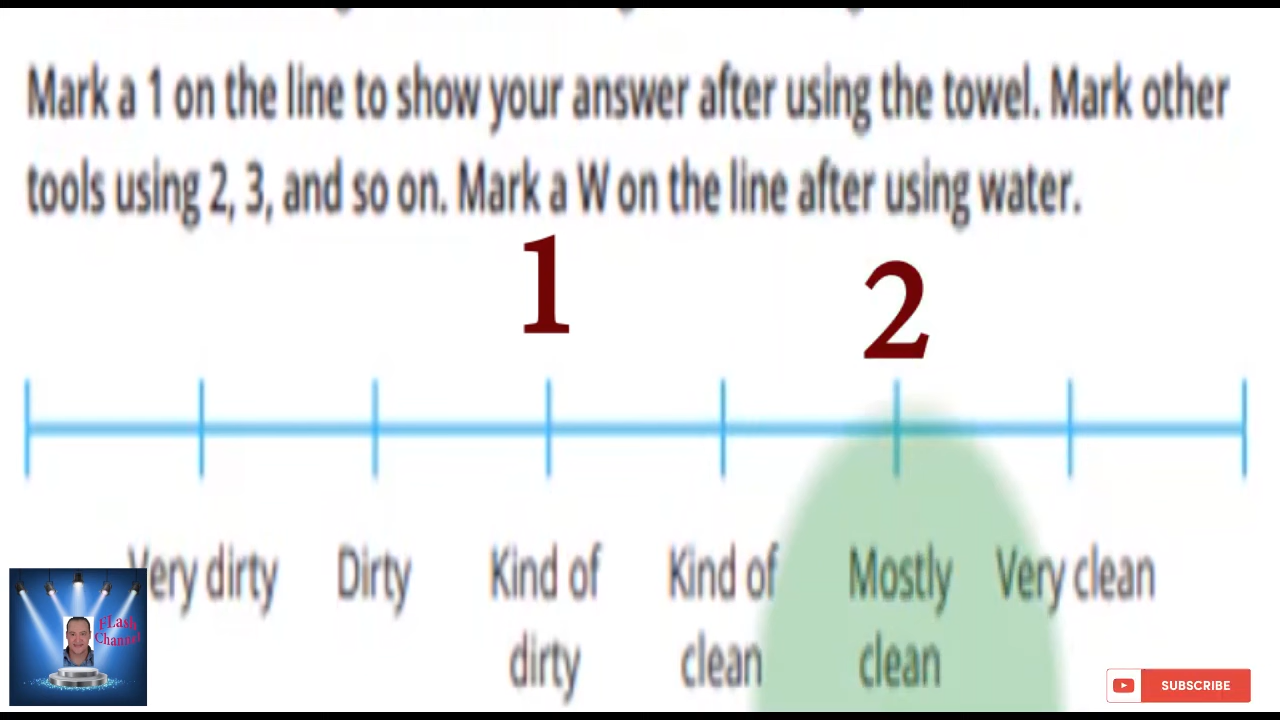 Mark a 1 on the line to show your answer after using the towel. Mark other
tools using 2, 3, and so on. Mark a W on the line after using water.
1
2
Very dirty Dirty Kind of dirty Kind of clean Mostly clean Very clean
FLash
Channel
SUBSCRIBE